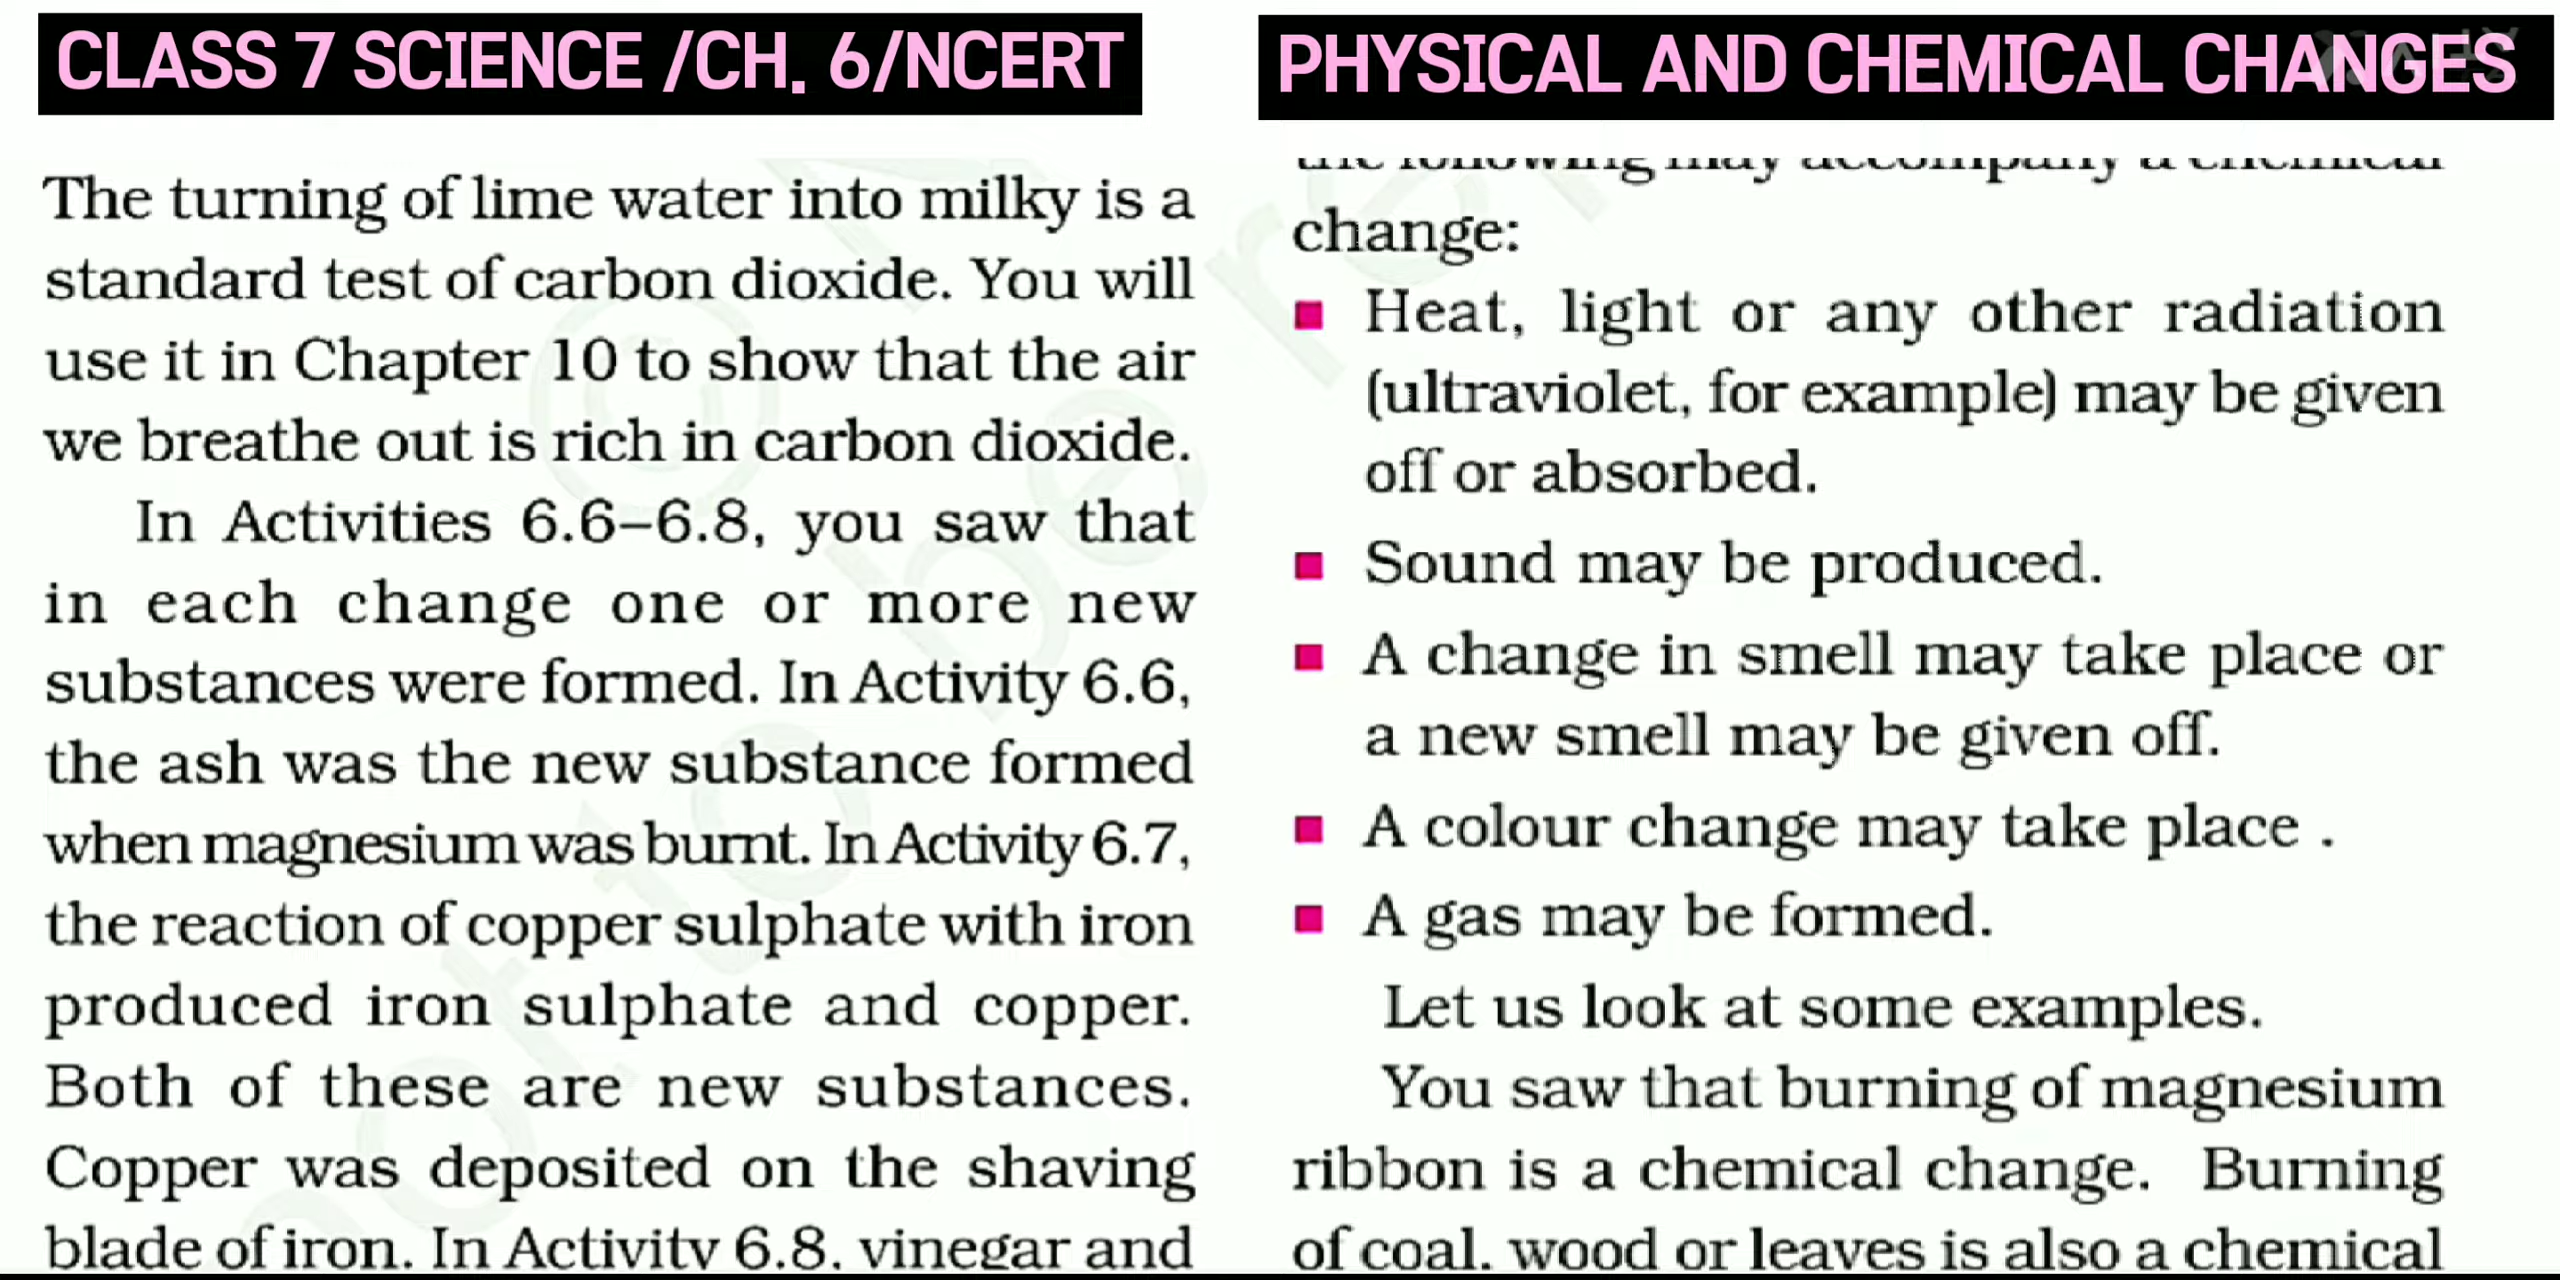 CLASS 7 SCIENCE /CH. 6/NCERT
PHYSICAL AND CHEMICAL CHANGES
The turning of lime water into milky is a
standard test of carbon dioxide. You will
use it in Chapter 10 to show that the air
we breathe out is rich in carbon dioxide.
In Activities 6.6–6.8, you saw that
in each change one or more new
substances were formed. In Activity 6.6,
the ash was the new substance formed
when magnesium was burnt. In Activity 6.7,
the reaction of copper sulphate with iron
produced iron sulphate and copper.
Both of these are new substances.
Copper was deposited on the shaving
blade of iron. In Activity 6.8, vinegar and
the following may accompany a chemical
change:
■ Heat, light or any other radiation
(ultraviolet, for example) may be given
off or absorbed.
■ Sound may be produced.
■ A change in smell may take place or
a new smell may be given off.
■ A colour change may take place .
■ A gas may be formed.
Let us look at some examples.
You saw that burning of magnesium
ribbon is a chemical change. Burning
of coal, wood or leaves is also a chemical